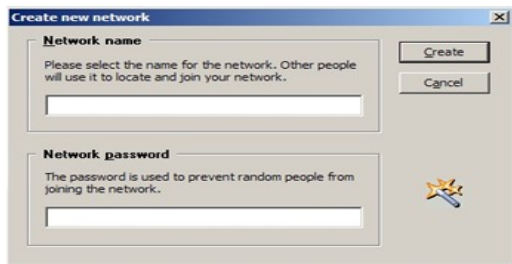 Create new network
Network name
Please select the name for the network. Other people
will use it to locate and join your network.
Create
Cancel
Network password
The password is used to prevent random people from
joining the network.